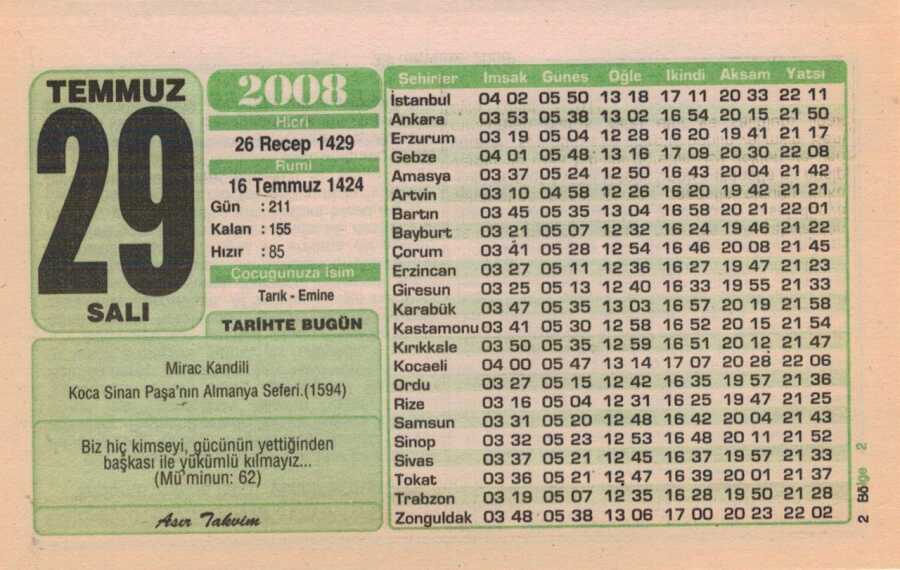 TEMMUZ
29
SALI
2008
Hicri
26 Recep 1429
Rumi
16 Temmuz 1424
Gün : 211
Kalan : 155
Hızır : 85
Çocuğunuza İsim
Tarık - Emine
TARİHTE BUGÜN
Mirac Kandili
Koca Sinan Paşa'nın Almanya Seferi.(1594)
Biz hiç kimseyi, gücünün yettiğinden
başkası ile yükümlü kılmayız...
(Mü'minun: 62)
Asır Takvim
Sehirler İmsak Gunes Oğle İkindi Aksam Yatsı
İstanbul 04 02 05 50 13 18 17 11 20 33 22 11
Ankara 03 53 05 38 13 02 16 54 20 15 21 50
Erzurum 03 19 05 04 12 28 16 20 19 41 21 17
Gebze 04 01 05 48 13 16 17 09 20 30 22 08
Amasya 03 37 05 24 12 50 16 43 20 04 21 42
Artvin 03 10 04 58 12 26 16 20 19 42 21 21
Bartın 03 45 05 35 13 04 16 58 20 21 22 01
Bayburt 03 21 05 07 12 32 16 24 19 46 21 22
Çorum 03 41 05 28 12 54 16 46 20 08 21 45
Erzincan 03 27 05 11 12 36 16 27 19 47 21 23
Giresun 03 25 05 13 12 40 16 33 19 55 21 33
Karabük 03 47 05 35 13 03 16 57 20 19 21 58
Kastamonu 03 41 05 30 12 58 16 52 20 15 21 54
Kırıkkale 03 50 05 35 12 59 16 51 20 12 21 47
Kocaeli 04 00 05 47 13 14 17 07 20 28 22 06
Ordu 03 27 05 15 12 42 16 35 19 57 21 36
Rize 03 16 05 04 12 31 16 25 19 47 21 25
Samsun 03 31 05 20 12 48 16 42 20 04 21 43
Sinop 03 32 05 23 12 53 16 48 20 11 21 52
Sivas 03 37 05 21 12 45 16 37 19 57 21 33
Tokat 03 36 05 21 12 47 16 39 20 01 21 37
Trabzon 03 19 05 07 12 35 16 28 19 50 21 28
Zonguldak 03 48 05 38 13 06 17 00 20 23 22 02
2 Bölge 2